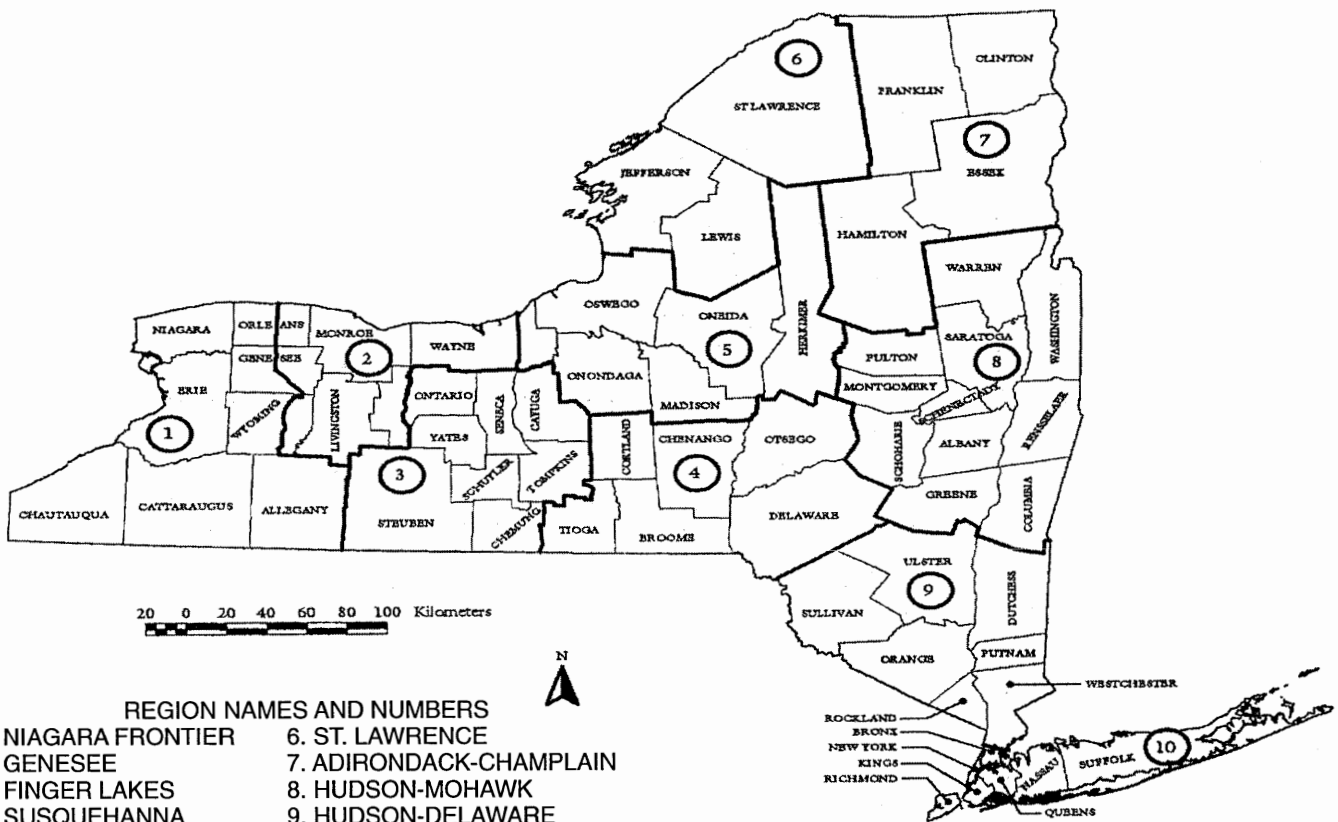 6
CLINTON
FRANKLIN
ST LAWRENCE
7
ESSEX
JEFFERSON
LEWIS
HAMILTON
WARREN
WASHINGTON
OSWEGO
ONEIDA
HERKIMER
5
NIAGARA
ORLE ANS
MONROE
2
WAYNE
SARATOGA
8
GENE SEE
FULTON
ERIE
ONONDAGA
MONTGOMERY
MADISON
SCHENECTADY
1
WYOMING
LIVINGSTON
ONTARIO
SENECA
CAYUGA
YATES
CORTLAND
CHENANGO
4
OTSEGO
SCHOHARIE
ALBANY
RENSSELAER
3
SCHUYLER
TOMPKINS
GREENE
COLUMBIA
CHAUTAUQUA
CATTARAUGUS
ALLEGANY
STEUBEN
CHEMUNG
TIOGA
BROOME
DELAWARE
ULSTER
9
DUTCHESS
SULLIVAN
ORANGE
PUTNAM
20 0 20 40 60 80 100 Kilometers
N
WESTCHESTER
ROCKLAND
BRONX
NEW YORK
KINGS
RICHMOND
NASSAU
SUFFOLK
10
QUEENS
REGION NAMES AND NUMBERS
NIAGARA FRONTIER 6. ST. LAWRENCE
GENESEE 7. ADIRONDACK-CHAMPLAIN
FINGER LAKES 8. HUDSON-MOHAWK
SUSQUEHANNA 9. HUDSON-DELAWARE